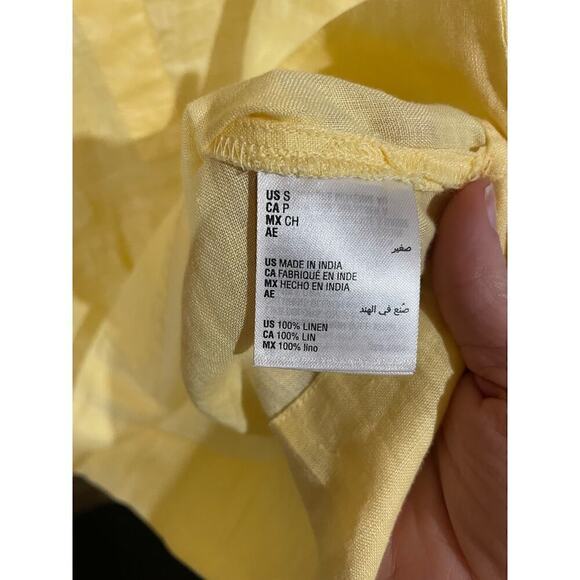 US S
CA P
MX CH
AE
صغير
US MADE IN INDIA
CA FABRIQUÉ EN INDE
MX HECHO EN INDIA
AE
صُنع في الهند
US 100% LINEN
CA 100% LIN
MX 100% lino